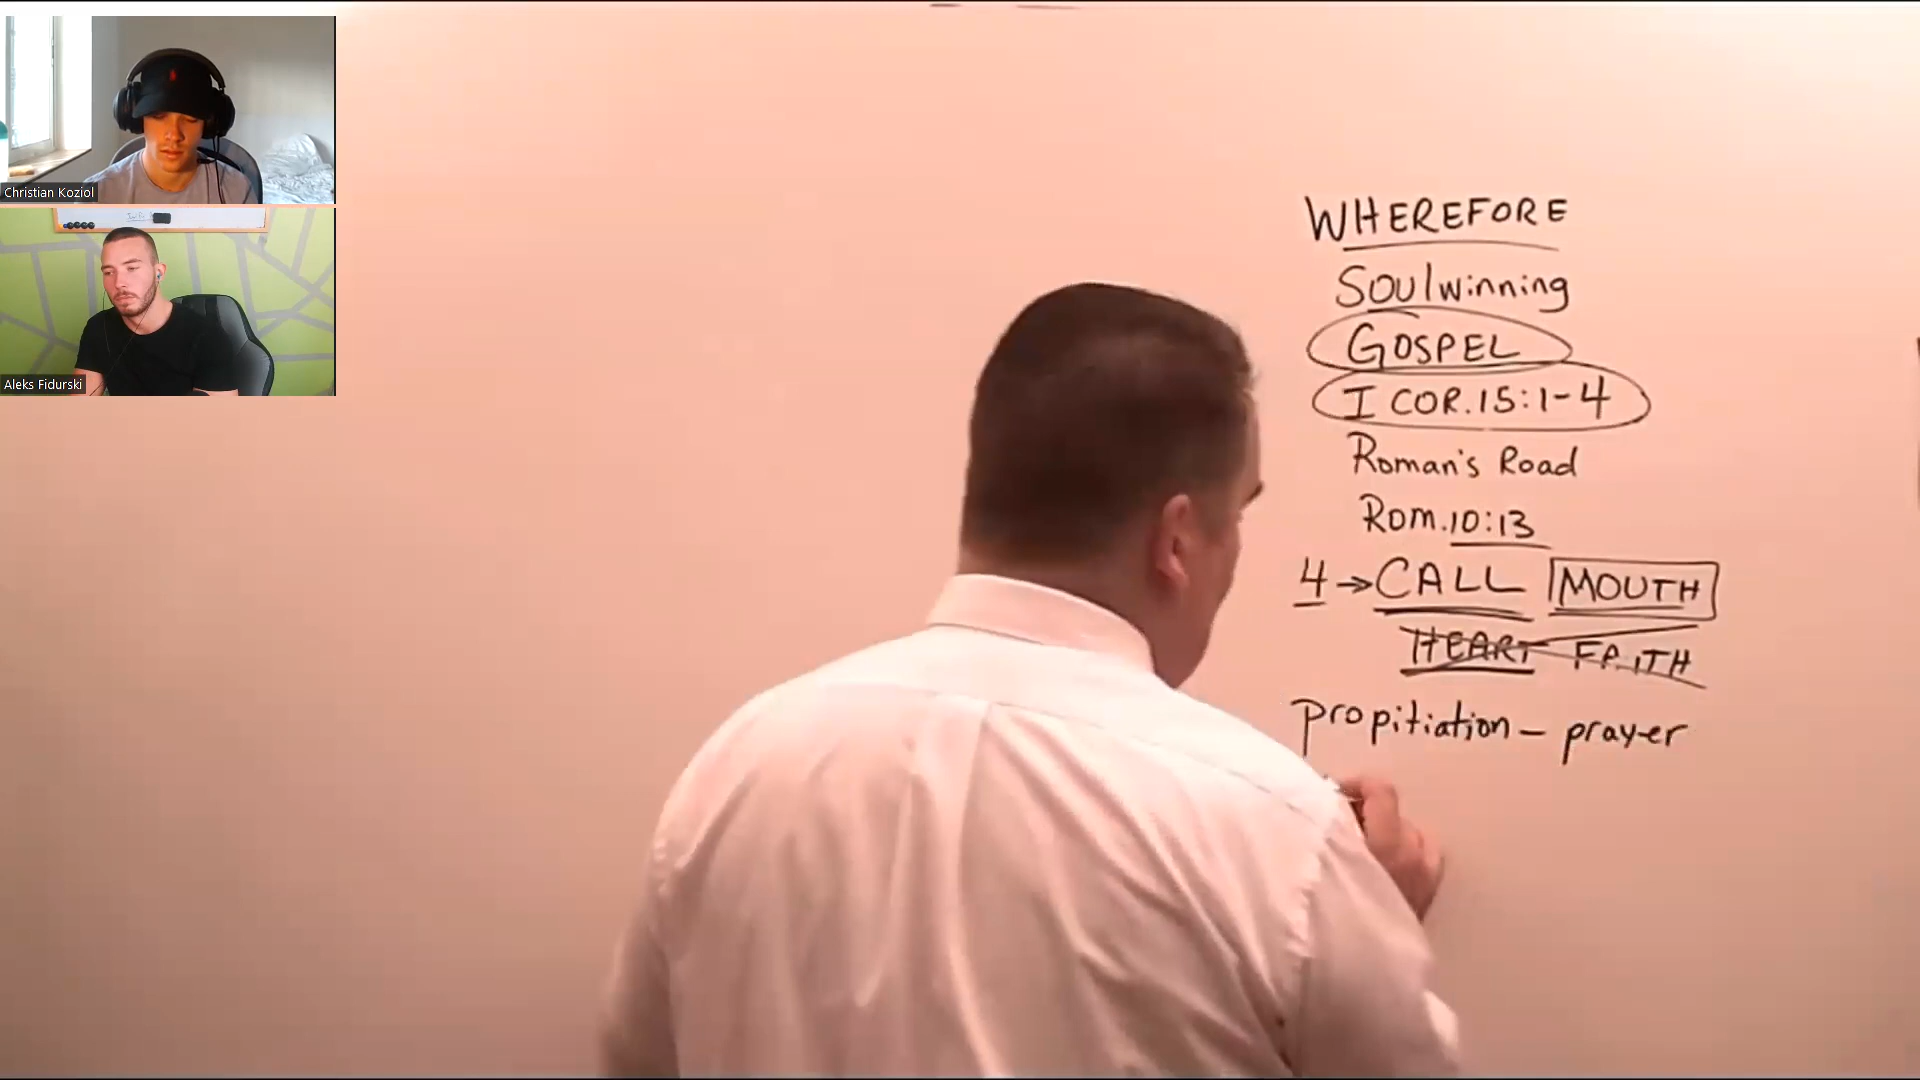 Christian Koziol
Aleks Fidurski
WHEREFORE
Soulwinning
GOSPEL
I COR. 15:1-4
Roman's Road
Rom. 10:13
4 → CALL MOUTH
HEART FAITH
propitiation - prayer